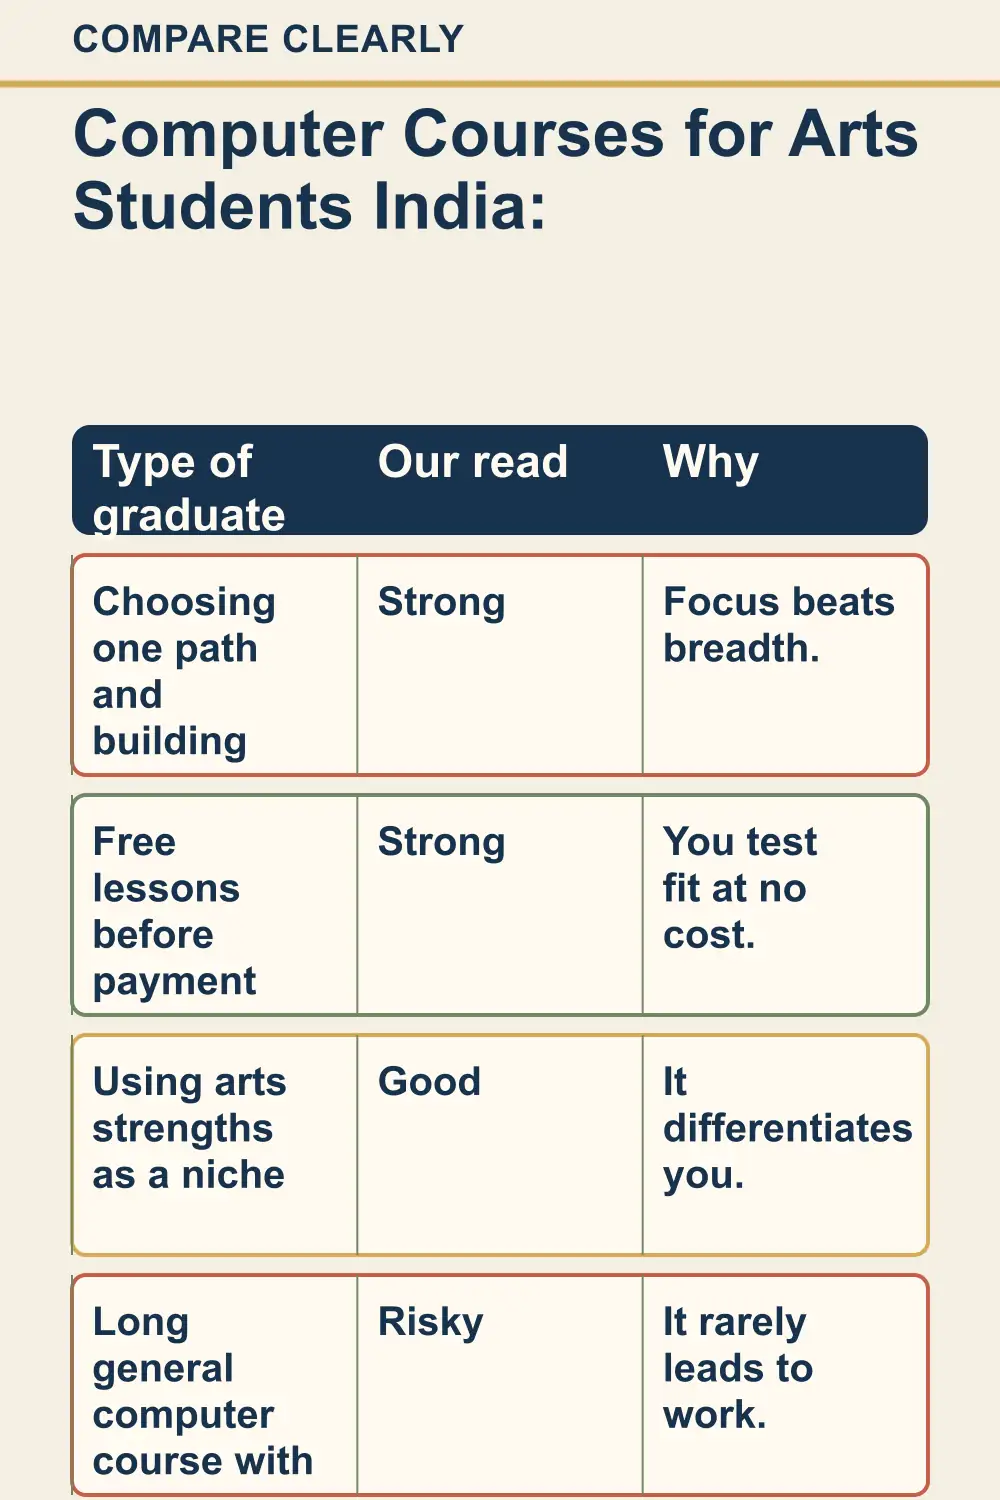 COMPARE CLEARLY
Computer Courses for Arts
Students India:
Type of
graduate
Our read
Why
Choosing
one path
and
building
Strong
Focus beats
breadth.
Free
lessons
before
payment
Strong
You test
fit at no
cost.
Using arts
strengths
as a niche
Good
It
differentiates
you.
Long
general
computer
course with
Risky
It rarely
leads to
work.